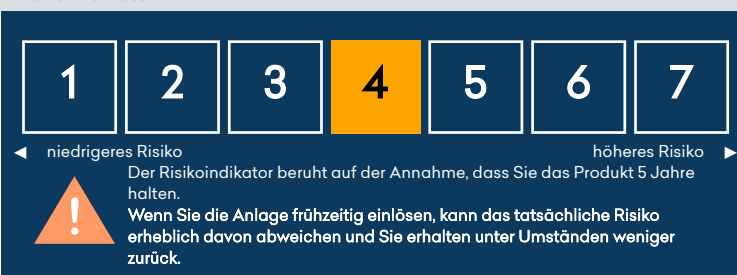 1 2 3 4 5 6 7
niedrigeres Risiko höheres Risiko
Der Risikoindikator beruht auf der Annahme, dass Sie das Produkt 5 Jahre
halten.
Wenn Sie die Anlage frühzeitig einlösen, kann das tatsächliche Risiko
erheblich davon abweichen und Sie erhalten unter Umständen weniger
zurück.